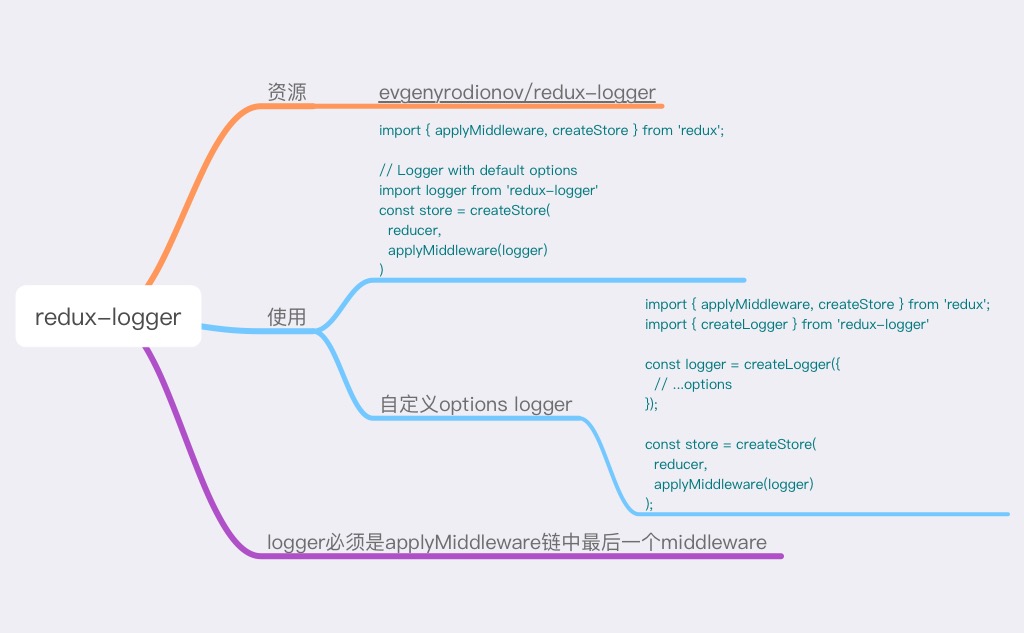 redux-logger
资源
evgenyrodionov/redux-logger
使用
import { applyMiddleware, createStore } from 'redux';
// Logger with default options
import logger from 'redux-logger'
const store = createStore(
reducer,
applyMiddleware(logger)
)
自定义options logger
import { applyMiddleware, createStore } from 'redux';
import { createLogger } from 'redux-logger'
const logger = createLogger({
// ...options
});
const store = createStore(
reducer,
applyMiddleware(logger)
);
logger必须是applyMiddleware链中最后一个middleware